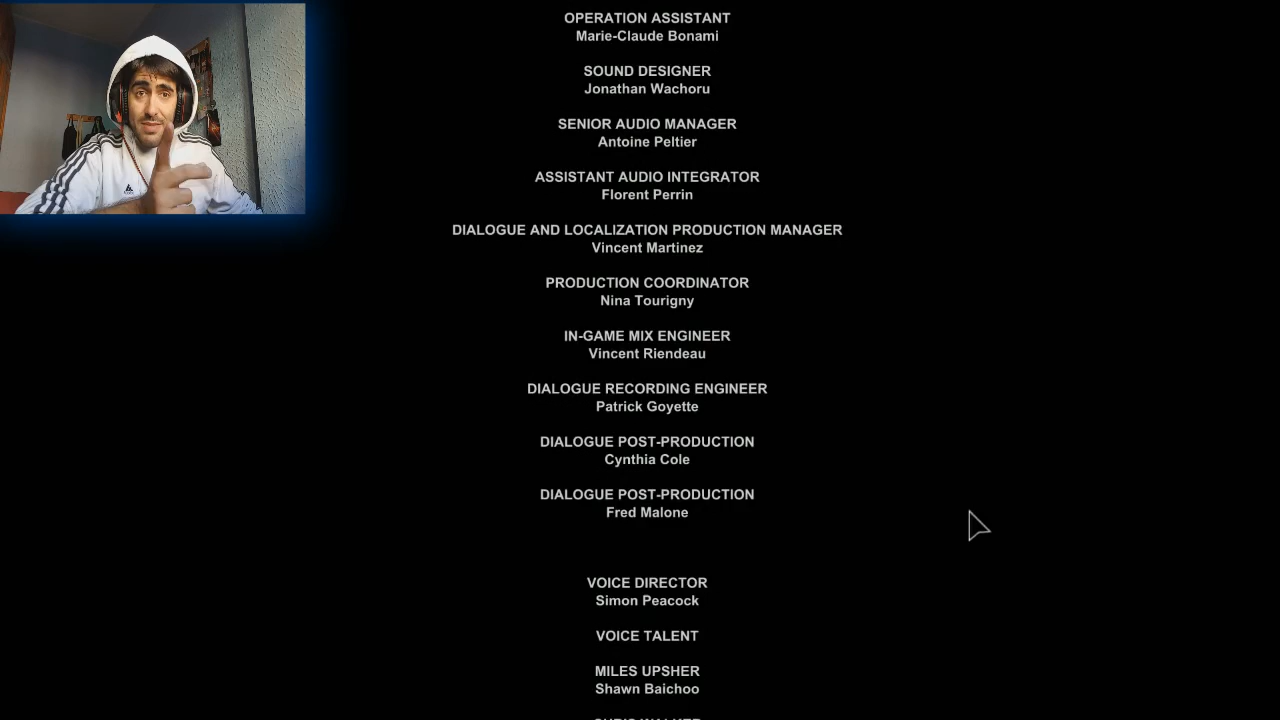 OPERATION ASSISTANT
Marie-Claude Bonami
SOUND DESIGNER
Jonathan Wachoru
SENIOR AUDIO MANAGER
Antoine Peltier
ASSISTANT AUDIO INTEGRATOR
Florent Perrin
DIALOGUE AND LOCALIZATION PRODUCTION MANAGER
Vincent Martinez
PRODUCTION COORDINATOR
Nina Tourigny
IN-GAME MIX ENGINEER
Vincent Riendeau
DIALOGUE RECORDING ENGINEER
Patrick Goyette
DIALOGUE POST-PRODUCTION
Cynthia Cole
DIALOGUE POST-PRODUCTION
Fred Malone
VOICE DIRECTOR
Simon Peacock
VOICE TALENT
MILES UPSHER
Shawn Baichoo